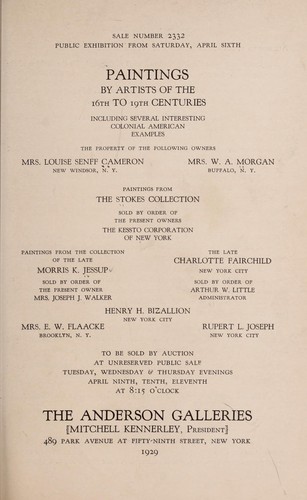 SALE NUMBER 2332
PUBLIC EXHIBITION FROM SATURDAY, APRIL SIXTH
PAINTINGS
BY ARTISTS OF THE
16TH TO 19TH CENTURIES
INCLUDING SEVERAL INTERESTING
COLONIAL AMERICAN
EXAMPLES
THE PROPERTY OF THE FOLLOWING OWNERS
MRS. LOUISE SENFF CAMERON
NEW WINDSOR, N. Y.
MRS. W. A. MORGAN
BUFFALO, N. Y.
PAINTINGS FROM
THE STOKES COLLECTION
SOLD BY ORDER OF
THE PRESENT OWNERS
THE KESSTO CORPORATION
OF NEW YORK
PAINTINGS FROM THE COLLECTION
OF THE LATE
MORRIS K. JESSUP
SOLD BY ORDER OF
THE PRESENT OWNER
MRS. JOSEPH J. WALKER
THE LATE
CHARLOTTE FAIRCHILD
NEW YORK CITY
SOLD BY ORDER OF
ARTHUR W. LITTLE
ADMINISTRATOR
HENRY H. BIZALLION
NEW YORK CITY
MRS. E. W. FLAACKE
BROOKLYN, N. Y.
RUPERT L. JOSEPH
NEW YORK CITY
TO BE SOLD BY AUCTION
AT UNRESERVED PUBLIC SALE
TUESDAY, WEDNESDAY & THURSDAY EVENINGS
APRIL NINTH, TENTH, ELEVENTH
AT 8:15 O'CLOCK
THE ANDERSON GALLERIES
[MITCHELL KENNERLEY, PRESIDENT]
489 PARK AVENUE AT FIFTY-NINTH STREET, NEW YORK
1929